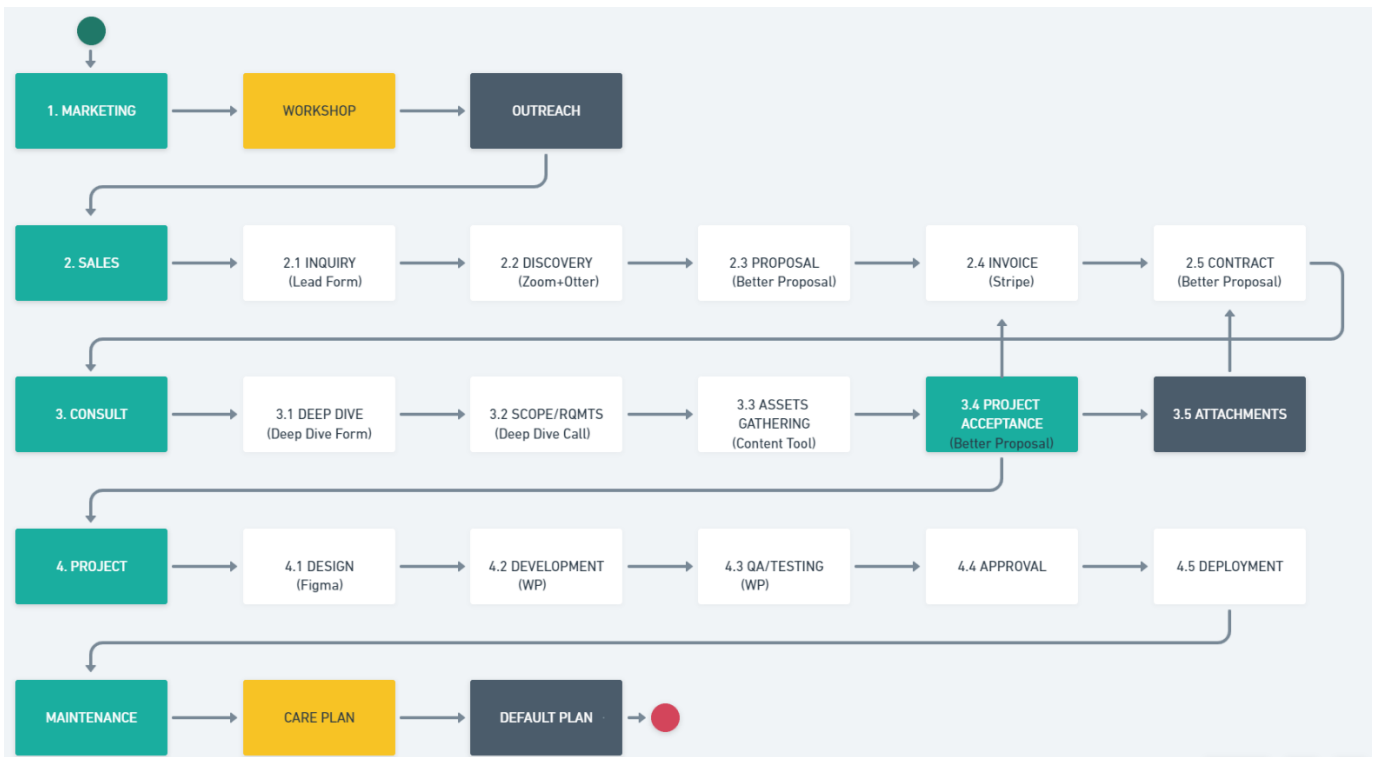 1. MARKETING
WORKSHOP
OUTREACH
2. SALES
2.1 INQUIRY
(Lead Form)
2.2 DISCOVERY
(Zoom+Otter)
2.3 PROPOSAL
(Better Proposal)
2.4 INVOICE
(Stripe)
2.5 CONTRACT
(Better Proposal)
3. CONSULT
3.1 DEEP DIVE
(Deep Dive Form)
3.2 SCOPE/RQMTS
(Deep Dive Call)
3.3 ASSETS
GATHERING
(Content Tool)
3.4 PROJECT
ACCEPTANCE
(Better Proposal)
3.5 ATTACHMENTS
4. PROJECT
4.1 DESIGN
(Figma)
4.2 DEVELOPMENT
(WP)
4.3 QA/TESTING
(WP)
4.4 APPROVAL
4.5 DEPLOYMENT
MAINTENANCE
CARE PLAN
DEFAULT PLAN